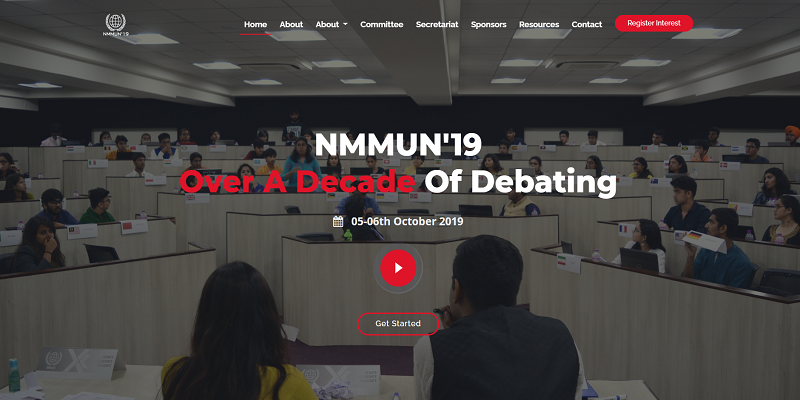 Home About About Committee Secretariat Sponsors Resources Contact Register Interest
NMMUN'19
NMMUN'19
Over A Decade Of Debating
05-06th October 2019
Get Started